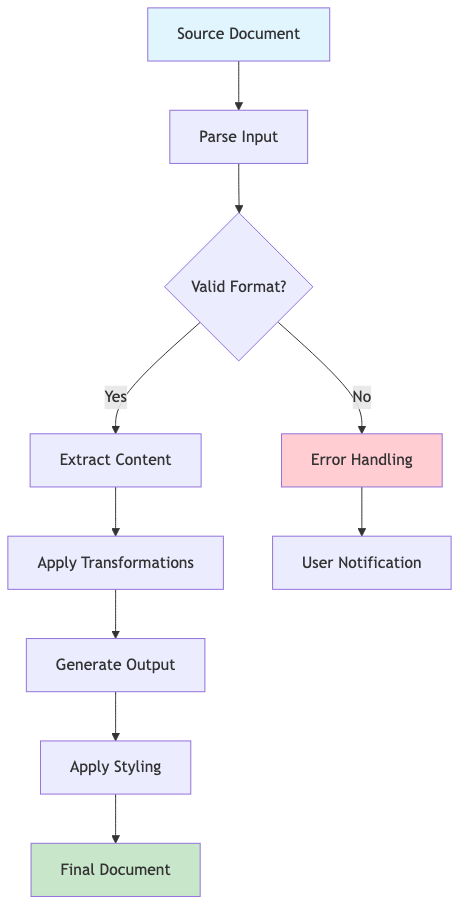 Source Document
Parse Input
Valid Format?
Yes
No
Extract Content
Error Handling
Apply Transformations
User Notification
Generate Output
Apply Styling
Final Document